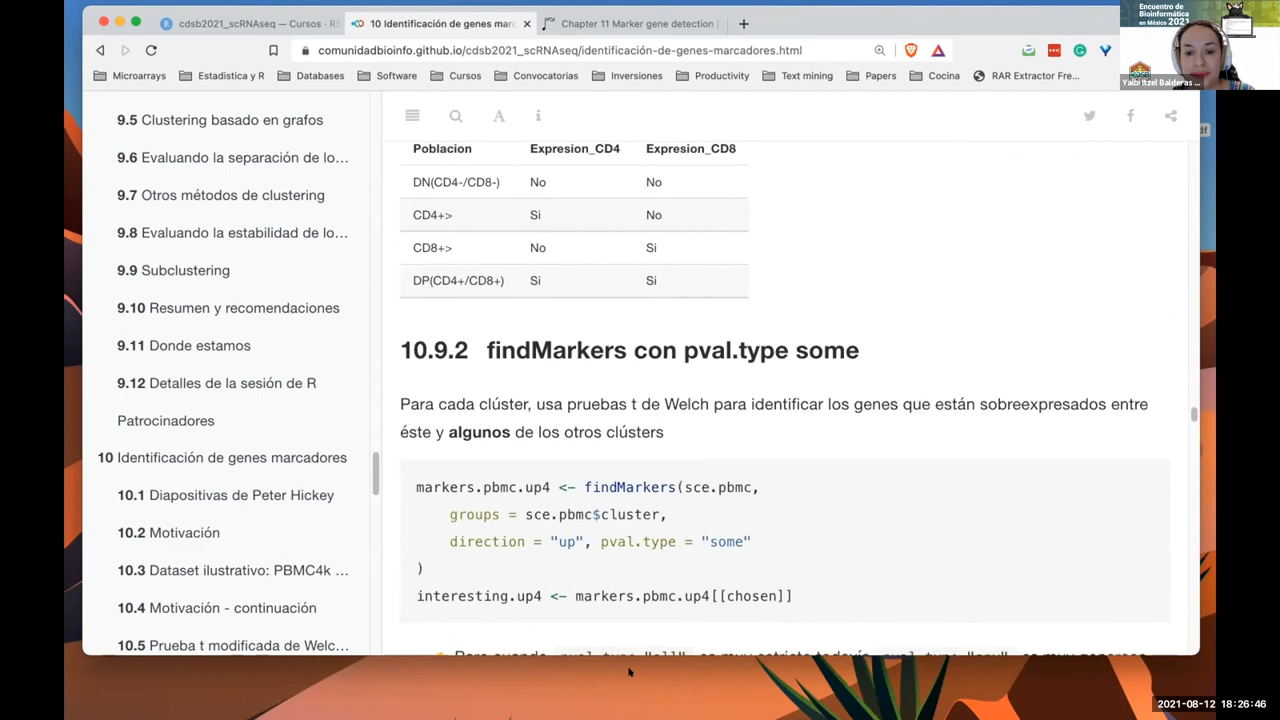 cdsb2021_scRNAseq — Cursos · R
10 Identificación de genes mar
Chapter 11 Marker gene detection
comunidadbioinfo.github.io/cdsb2021_scRNAseq/identificación-de-genes-marcadores.html
Microarrays
Estadística y R
Databases
Software
Cursos
Convocatorias
Inversiones
Productivity
Text mining
Papers
Cocina
RAR Extractor Fre...
Encuentro de
Bioinformática
en México 2021
Yalbi Itzel Balderas ...
df
9.5 Clustering basado en grafos
9.6 Evaluando la separación de lo...
9.7 Otros métodos de clustering
9.8 Evaluando la estabilidad de lo...
9.9 Subclustering
9.10 Resumen y recomendaciones
9.11 Donde estamos
9.12 Detalles de la sesión de R
Patrocinadores
10 Identificación de genes marcadores
10.1 Diapositivas de Peter Hickey
10.2 Motivación
10.3 Dataset ilustrativo: PBMC4k ...
10.4 Motivación - continuación
10.5 Prueba t modificada de Welc...
Poblacion Expresion_CD4 Expresion_CD8
DN(CD4-/CD8-) No No
CD4+> Si No
CD8+> No Si
DP(CD4+/CD8+) Si Si
10.9.2 findMarkers con pval.type some
Para cada clúster, usa pruebas t de Welch para identificar los genes que están sobreexpresados entre
éste y algunos de los otros clústers
markers.pbmc.up4 <- findMarkers(sce.pbmc,
groups = sce.pbmc$cluster,
direction = "up", pval.type = "some"
)
interesting.up4 <- markers.pbmc.up4[[chosen]]
2021-08-12 18:26:46